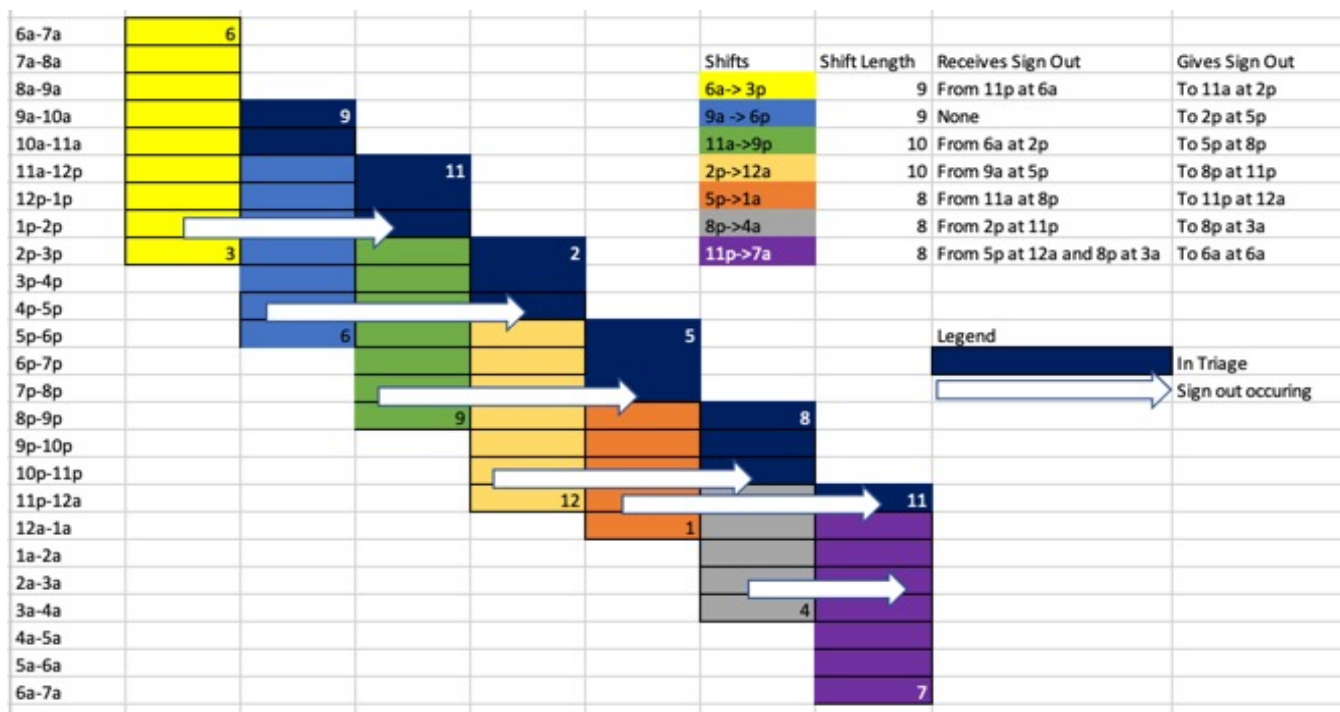 6a-7a 6
7a-8a Shifts Shift Length Receives Sign Out Gives Sign Out
8a-9a 6a-> 3p 9 From 11p at 6a To 11a at 2p
9a-10a 9 9a -> 6p 9 None To 2p at 5p
10a-11a 11a->9p 10 From 6a at 2p To 5p at 8p
11a-12p 11 2p->12a 10 From 9a at 5p To 8p at 11p
12p-1p 5p->1a 8 From 11a at 8p To 11p at 12a
1p-2p 8p->4a 8 From 2p at 11p To 8p at 3a
2p-3p 3 2 11p->7a 8 From 5p at 12a and 8p at 3a To 6a at 6a
3p-4p
4p-5p
5p-6p 6 5 Legend
6p-7p In Triage
7p-8p Sign out occuring
8p-9p 9 8
9p-10p
10p-11p
11p-12a 12 11
12a-1a 1
1a-2a
2a-3a
3a-4a 4
4a-5a
5a-6a
6a-7a 7